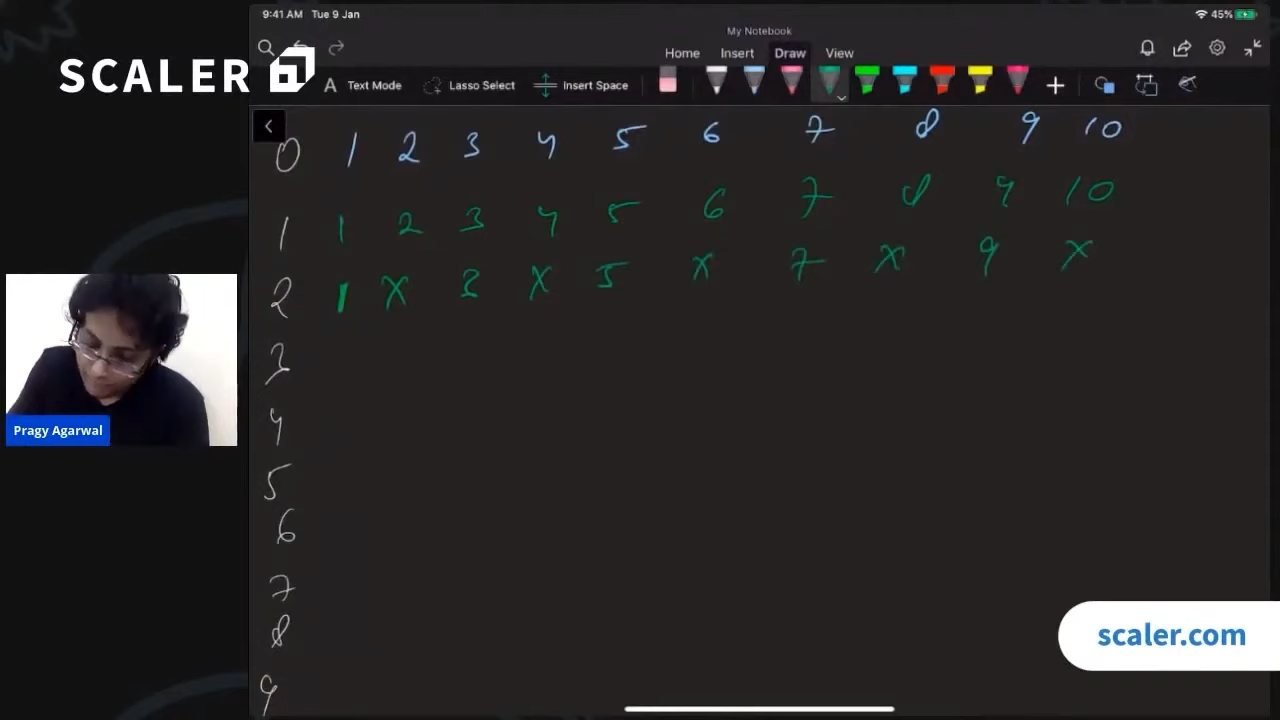 9:41 AM Tue 9 Jan 45%
My Notebook
SCALER
Home Insert Draw View
Text Mode Lasso Select Insert Space
0 1 2 3 4 5 6 7 8 9 10
1 1 2 3 4 5 6 7 8 9 10
2 1 X 3 X 5 X 7 X 9 X
3
4
Pragy Agarwal
5
6
7
8
scaler.com
9